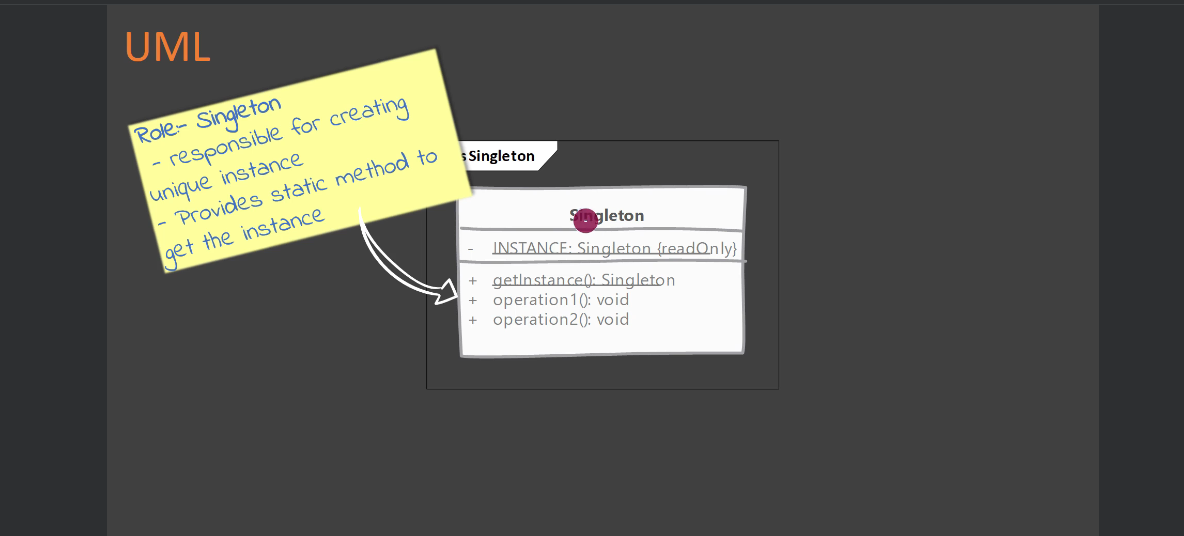 UML
Role:- Singleton
- responsible for creating
unique instance
- Provides static method to
get the instance
s Singleton
Singleton
- INSTANCE: Singleton {readOnly}
+ getInstance(): Singleton
+ operation1(): void
+ operation2(): void